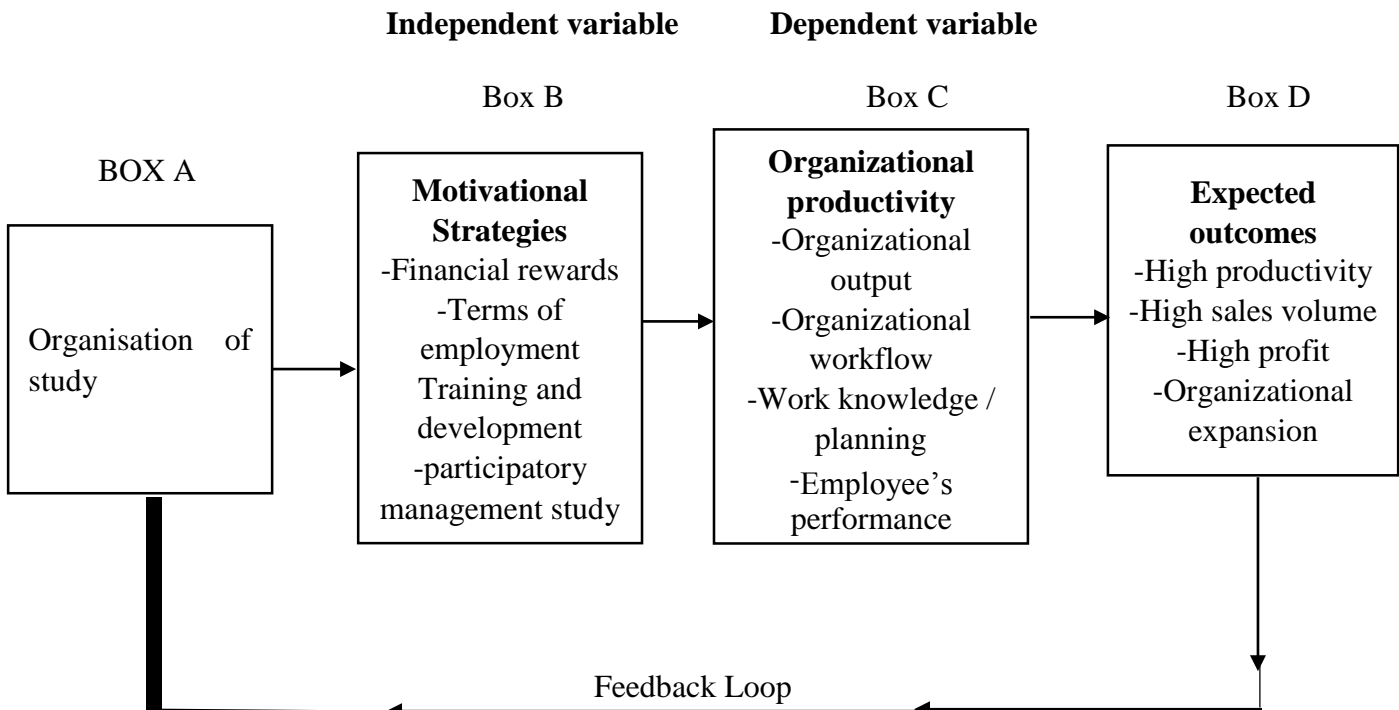 Independent variable
Dependent variable
Box B
Box C
Box D
BOX A
Organisation of
study
Motivational
Strategies
-Financial rewards
-Terms of
employment
Training and
development
-participatory
management study
Organizational
productivity
-Organizational
output
-Organizational
workflow
-Work knowledge /
planning
-Employee’s
performance
Expected
outcomes
-High productivity
-High sales volume
-High profit
-Organizational
expansion
Feedback Loop